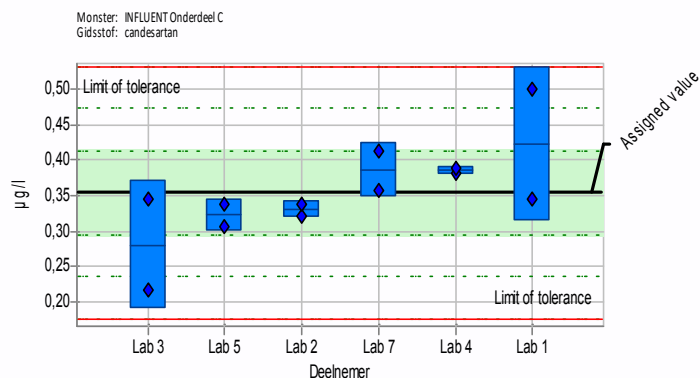 Monster: INFLUENT Onderdeel C
Gidsstof: candesartan
Limit of tolerance
Assigned value
0,50
0,45
0,40
0,35
0,30
0,25
0,20
µg/l
Limit of tolerance
Lab 3 Lab 5 Lab 2 Lab 7 Lab 4 Lab 1
Deelnemer